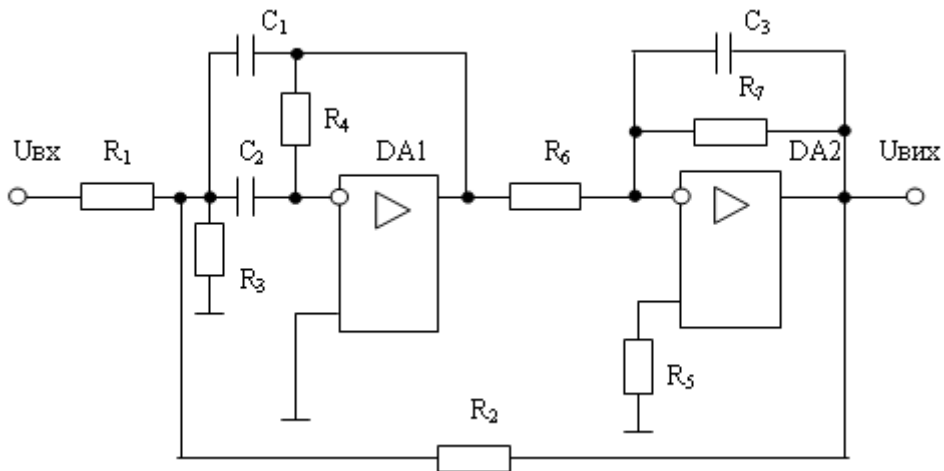 C₁
C₃
R₇
R₄
Uвх
R₁
C₂
DA1
R₆
DA2
Uвих
R₃
R₅
R₂